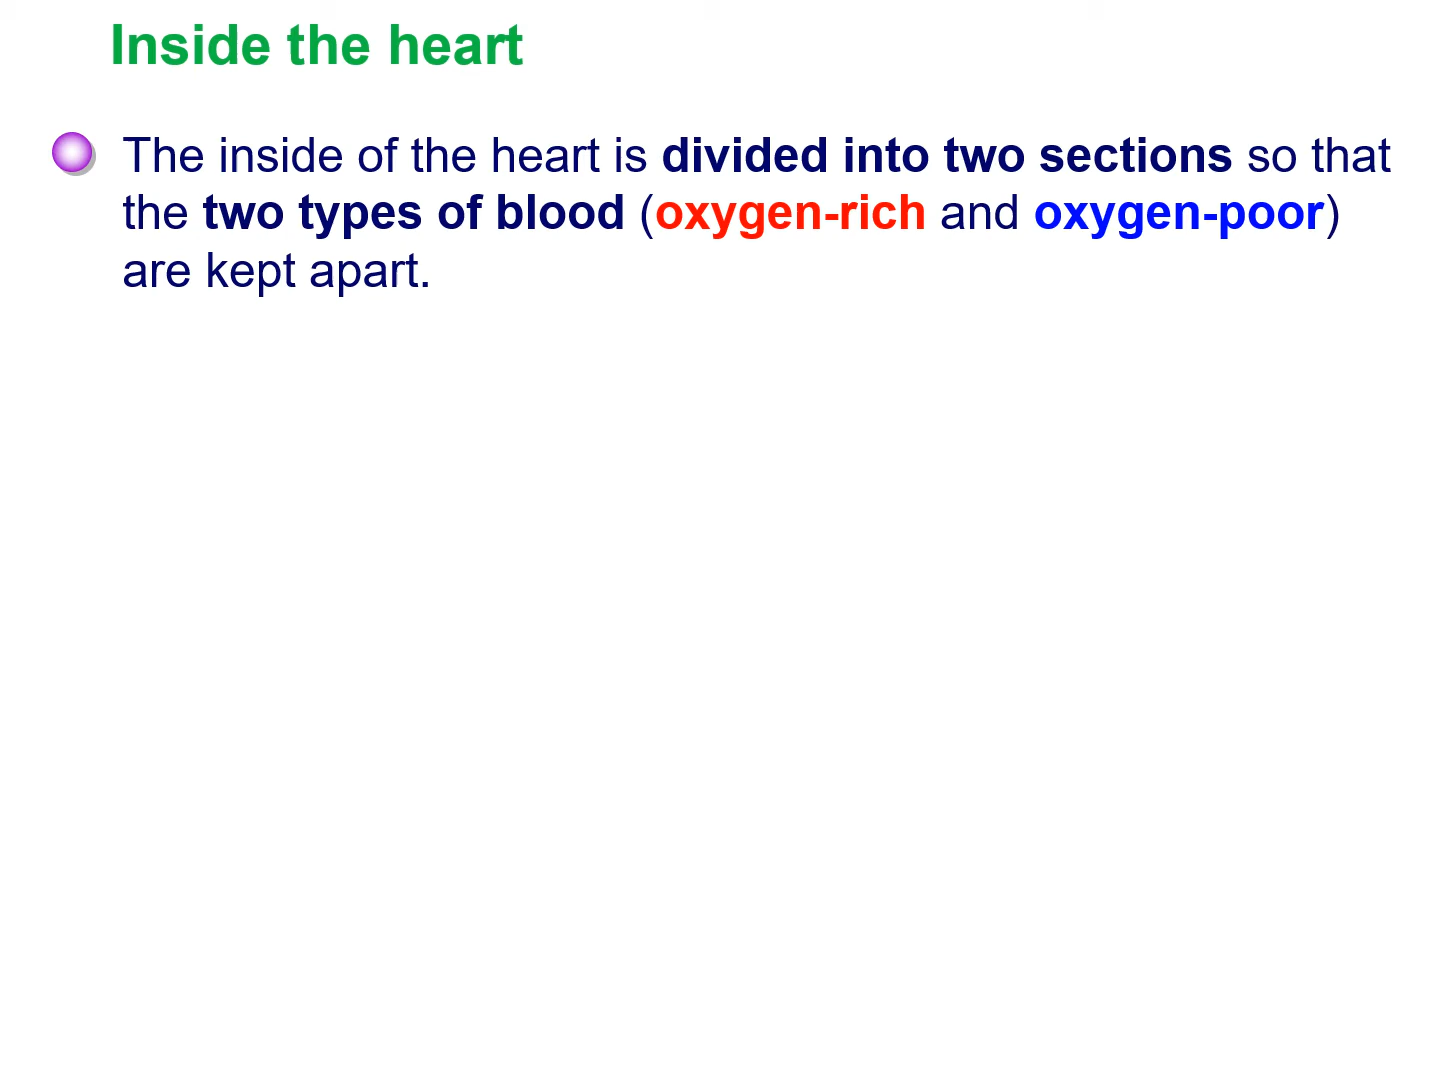 Inside the heart
The inside of the heart is divided into two sections so that
the two types of blood (oxygen-rich and oxygen-poor)
are kept apart.